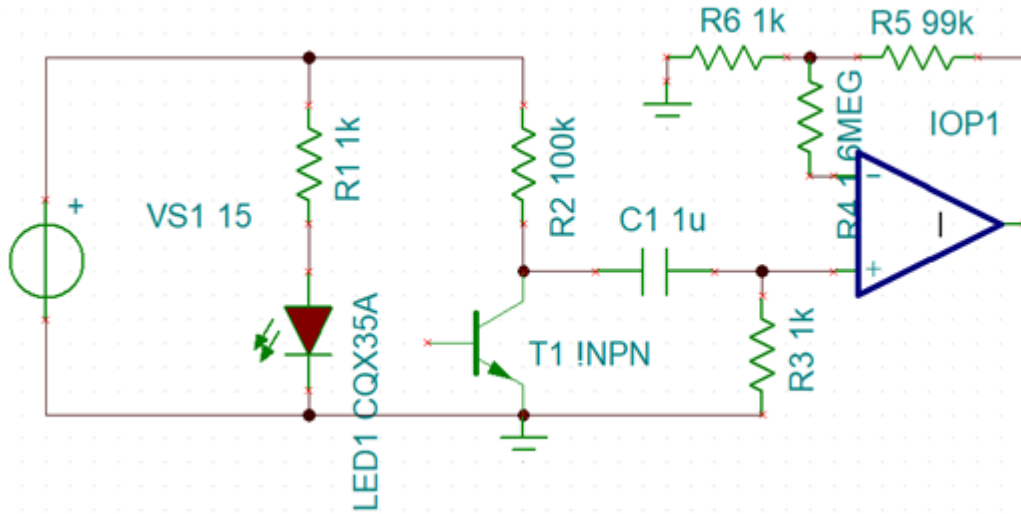 R6 1k
R5 99k
IOP1
R4 1.6MEG
R1 1k
R2 100k
+
VS1 15
C1 1u
-
I
+
T1 !NPN
R3 1k
LED1 CQX35A